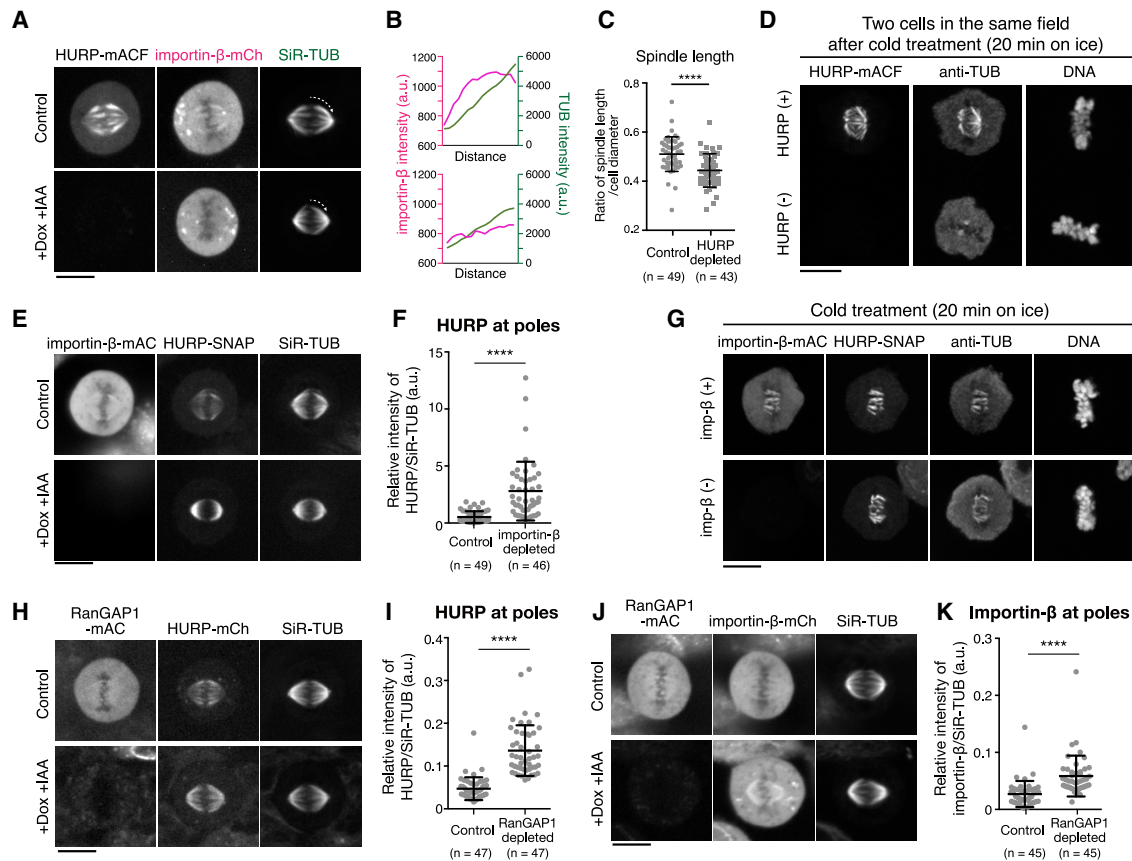 A
HURP-mACF importin-β-mCh SiR-TUB
Control
+Dox +IAA
B
importin-β intensity (a.u.)
TUB intensity (a.u.)
1200
1000
800
600
6000
4000
2000
0
Distance
1200
1000
800
600
6000
4000
2000
0
Distance
C
Spindle length
****
Ratio of spindle length
/cell diameter
0.8
0.6
0.4
0.2
Control
HURP
depleted
(n = 49) (n = 43)
D
Two cells in the same field
after cold treatment (20 min on ice)
HURP-mACF anti-TUB DNA
HURP (+)
HURP (-)
E
importin-β-mAC HURP-SNAP SiR-TUB
Control
+Dox +IAA
F
HURP at poles
****
Relative intensity of
HURP/SiR-TUB (a.u.)
15
10
5
0
Control
importin-β
depleted
(n = 49) (n = 46)
G
Cold treatment (20 min on ice)
importin-β-mAC HURP-SNAP anti-TUB DNA
imp-β (+)
imp-β (-)
H
RanGAP1
-mAC HURP-mCh SiR-TUB
Control
+Dox +IAA
I
HURP at poles
****
Relative intensity of
HURP/SiR-TUB (a.u.)
0.4
0.3
0.2
0.1
0
Control
RanGAP1
depleted
(n = 47) (n = 47)
J
RanGAP1
-mAC importin-β-mCh SiR-TUB
Control
+Dox +IAA
K
Importin-β at poles
****
Relative intensity of
importin-β/SiR-TUB (a.u.)
0.3
0.2
0.1
0
Control
RanGAP1
depleted
(n = 45) (n = 45)